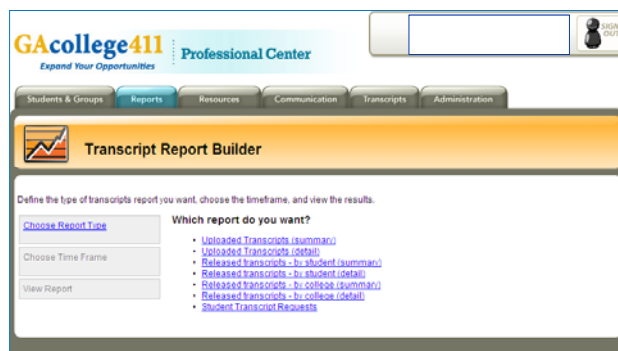 GAcollege411
Expand Your Opportunities
Professional Center
SIGN OUT
Students & Groups
Reports
Resources
Communication
Transcripts
Administration
Transcript Report Builder
Define the type of transcripts report you want, choose the timeframe, and view the results.
Choose Report Type
Choose Time Frame
View Report
Which report do you want?
Uploaded Transcripts (summary)
Uploaded Transcripts (detail)
Released transcripts - by student (summary)
Released transcripts - by student (detail)
Released transcripts - by college (summary)
Released transcripts - by college (detail)
Student Transcript Requests